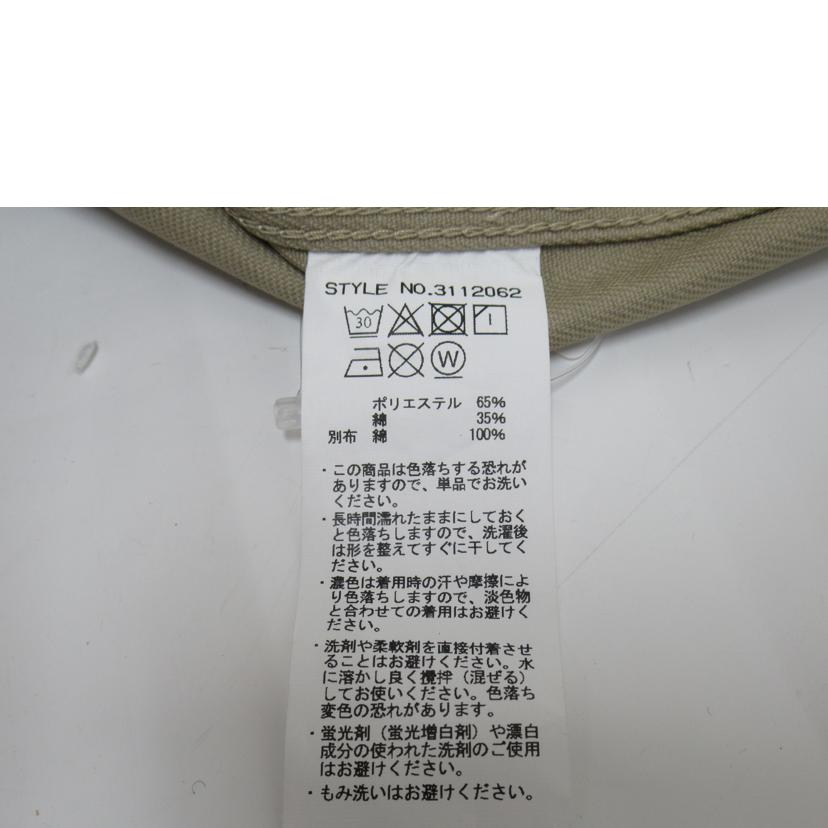 STYLE NO.3112062
30
W
ポリエステル 65%
綿 35%
別布 綿 100%
・この商品は色落ちする恐れが
ありますので、単品でお洗い
ください。
・長時間濡れたままにしておく
と色落ちしますので、洗濯後
は形を整えてすぐに干してく
ださい。
・濃色は着用時の汗や摩擦によ
り色落ちしますので、淡色物
と合わせての着用はお避けく
ださい。
・洗剤や柔軟剤を直接付着させ
ることはお避けください。水
に溶かし良く攪拌(混ぜる)
してお使いください。色落ち
変色の恐れがあります。
・蛍光剤(蛍光増白剤)や漂白
成分の使われた洗剤のご使用
はお避けください。
・もみ洗いはお避けください。